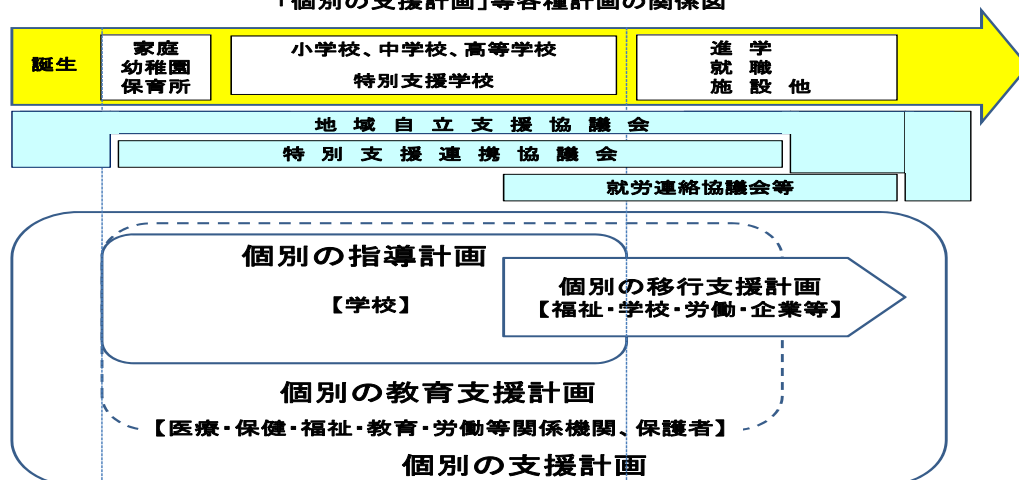 「個別の支援計画」等各種計画の関係図
誕生
家庭
幼稚園
保育所
小学校、中学校、高等学校
特別支援学校
進学
就職
施設他
地域自立支援協議会
特別支援連携協議会
就労連絡協議会等
個別の指導計画
【学校】
個別の移行支援計画
【福祉・学校・労働・企業等】
個別の教育支援計画
【医療・保健・福祉・教育・労働等関係機関、保護者】
個別の支援計画